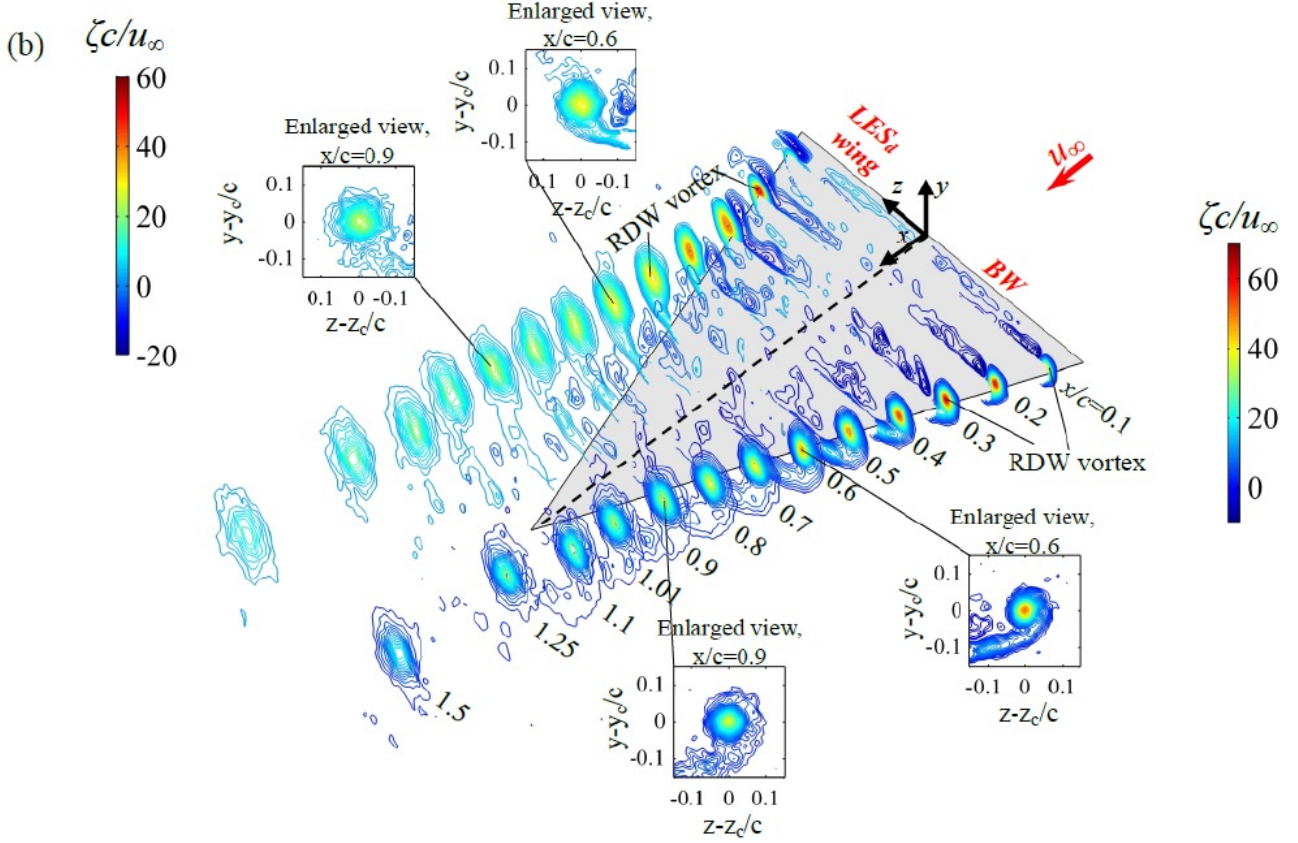 (b)
ζc/u∞
60
40
20
0
-20
Enlarged view,
x/c=0.6
y-yc/c
0.1
0
-0.1
0.1 0 -0.1
z-zc/c
Enlarged view,
x/c=0.9
y-yc/c
0.1
0
-0.1
0.1 0 -0.1
z-zc/c
RDW vortex
LESd
wing
u∞
z
y
x
BW
ζc/u∞
60
40
20
0
x/c=0.1
0.2
0.3
0.4
0.5
0.6
0.7
0.8
0.9
1.01
1.1
1.25
1.5
RDW vortex
Enlarged view,
x/c=0.6
y-yc/c
0.1
0
-0.1
-0.1 0 0.1
z-zc/c
Enlarged view,
x/c=0.9
y-yc/c
0.1
0
-0.1
-0.1 0 0.1
z-zc/c